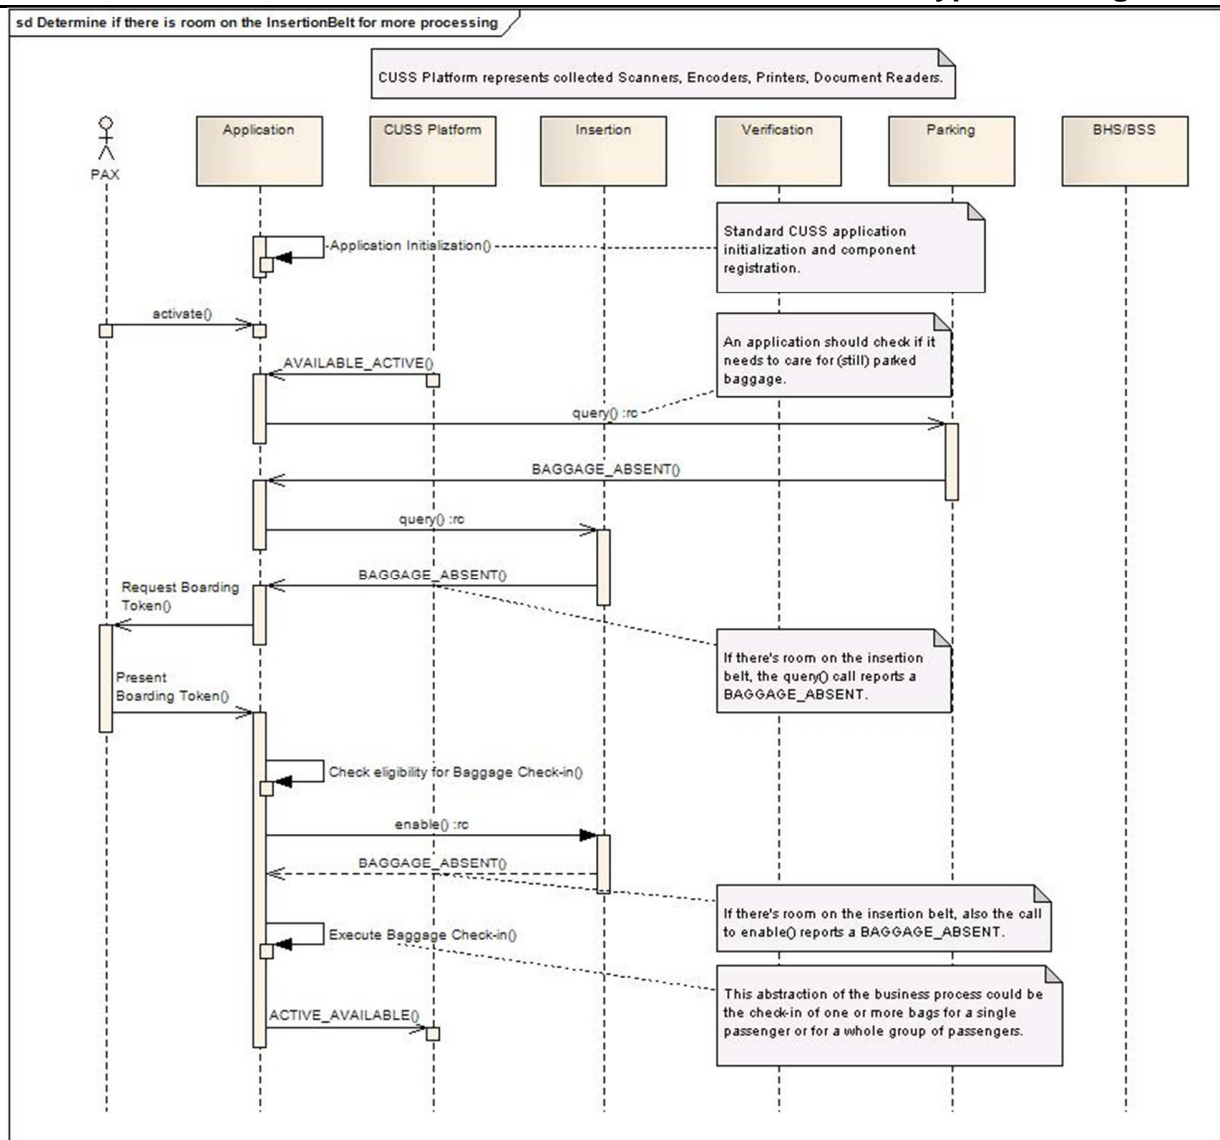 sd Determine if there is room on the InsertionBelt for more processing
CUSS Platform represents collected Scanners, Encoders, Printers, Document Readers.
PAX
Application
CUSS Platform
Insertion
Verification
Parking
BHS/BSS
Application Initialization()
Standard CUSS application
initialization and component
registration.
activate()
An application should check if it
needs to care for (still) parked
baggage.
AVAILABLE_ACTIVE()
query() :rc
BAGGAGE_ABSENT()
query() :rc
BAGGAGE_ABSENT()
Request Boarding
Token()
If there's room on the insertion
belt, the query() call reports a
BAGGAGE_ABSENT.
Present
Boarding Token()
Check eligibility for Baggage Check-in()
enable() :rc
BAGGAGE_ABSENT()
If there's room on the insertion belt, also the call
to enable() reports a BAGGAGE_ABSENT.
Execute Baggage Check-in()
This abstraction of the business process could be
the check-in of one or more bags for a single
passenger or for a whole group of passengers.
ACTIVE_AVAILABLE()